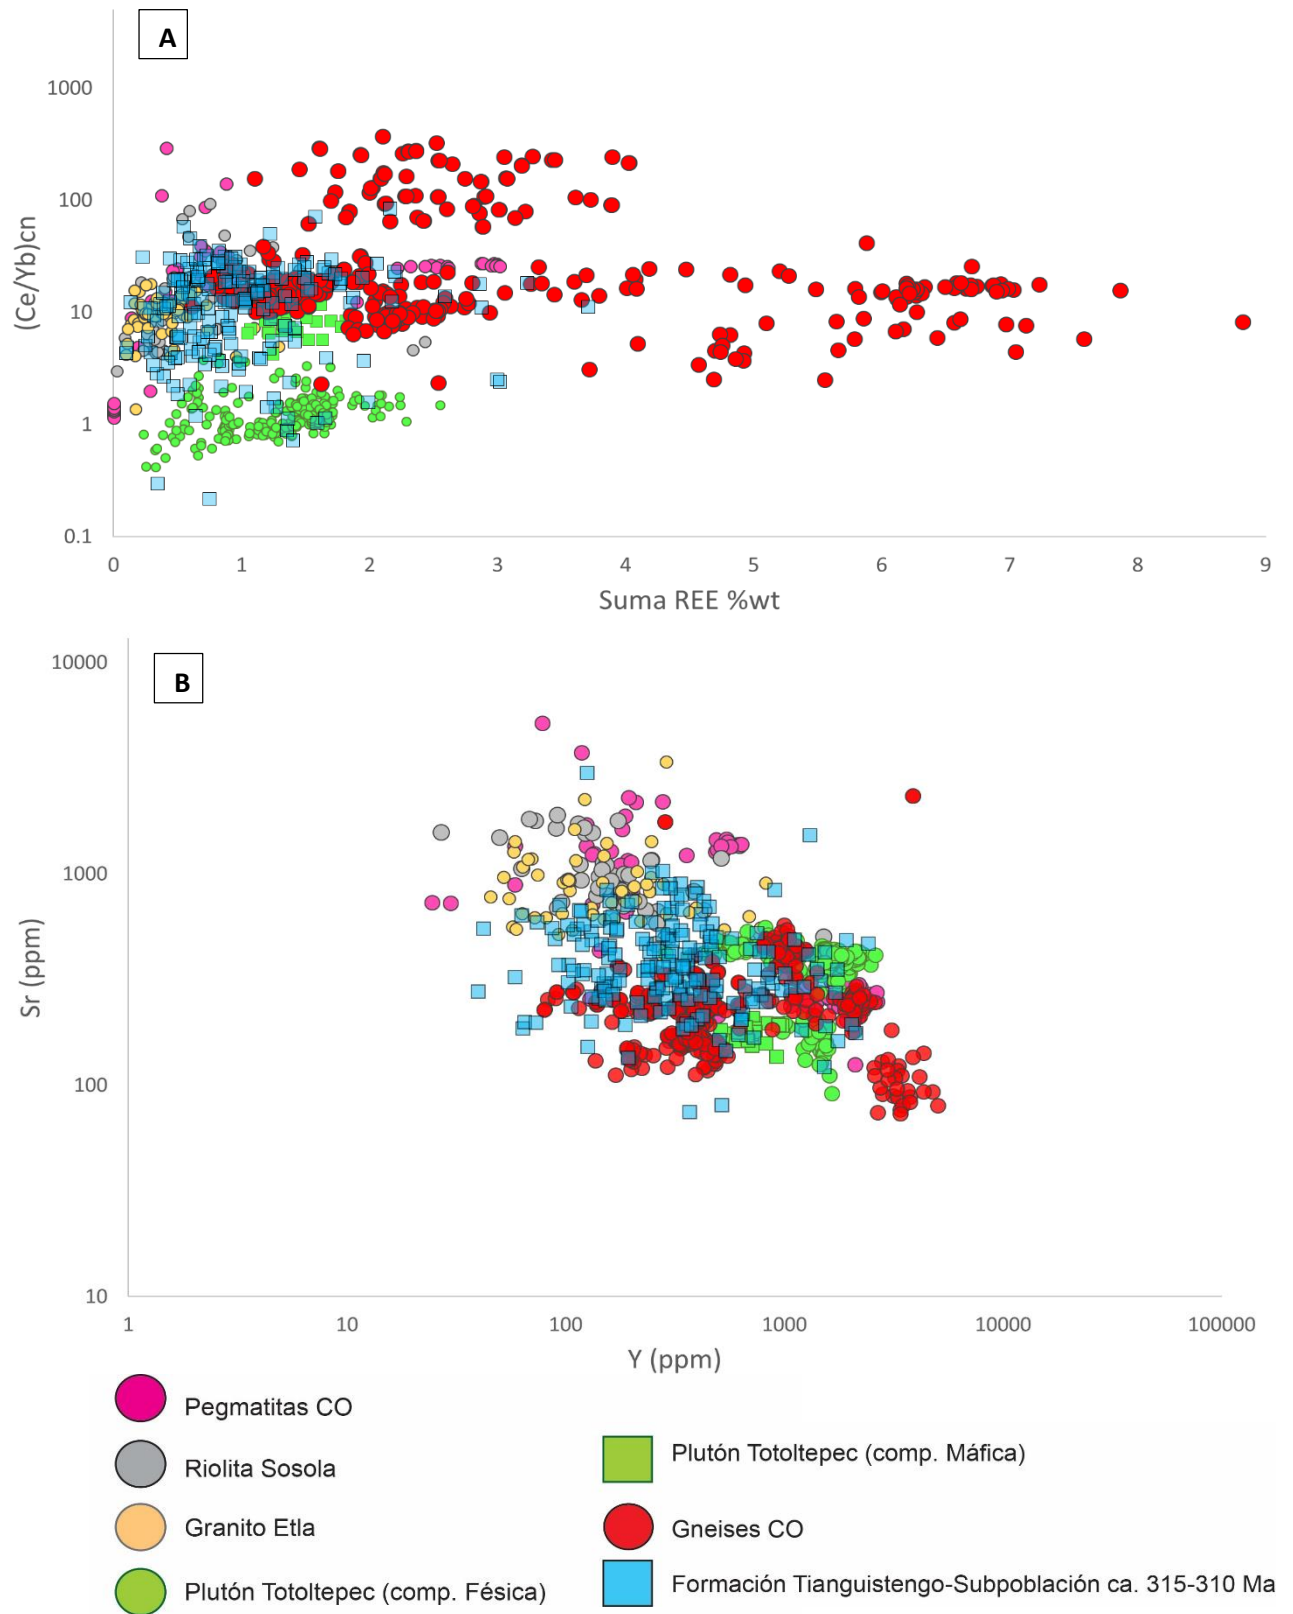 A
1000
100
10
1
0.1
(Ce/Yb)cn
0 1 2 3 4 5 6 7 8 9
Suma REE %wt
B
10000
1000
100
10
Sr (ppm)
1 10 100 1000 10000 100000
Y (ppm)
Pegmatitas CO
Riolita Sosola
Granito Etla
Plutón Totoltepec (comp. Fésica)
Plutón Totoltepec (comp. Máfica)
Gneises CO
Formación Tianguistengo-Subpoblación ca. 315-310 Ma